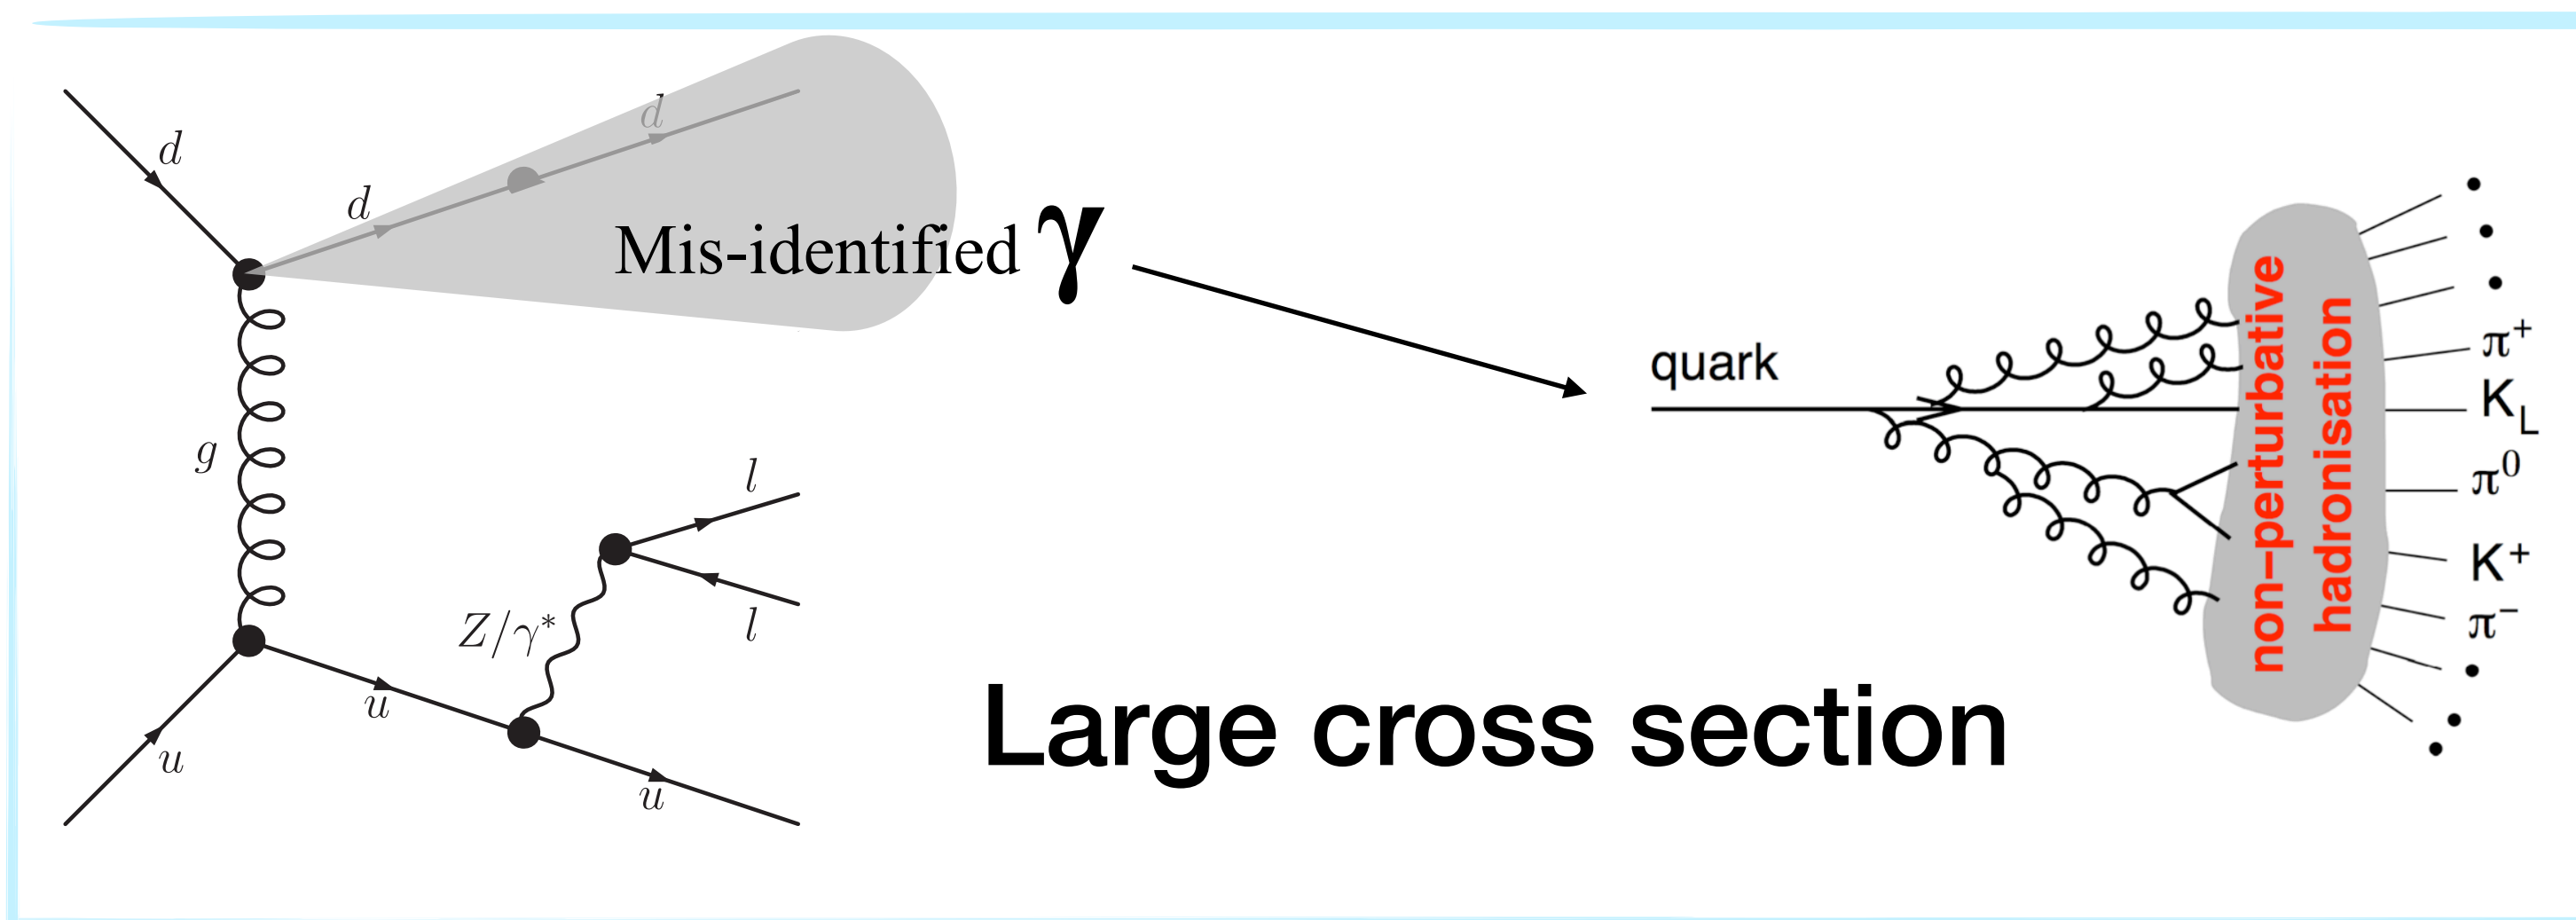 d
d
d
Mis-identified γ
g
l
l
Z/γ*
u
u
u
Large cross section
quark
non-perturbative
hadronisation
π+
KL
π0
K+
π−